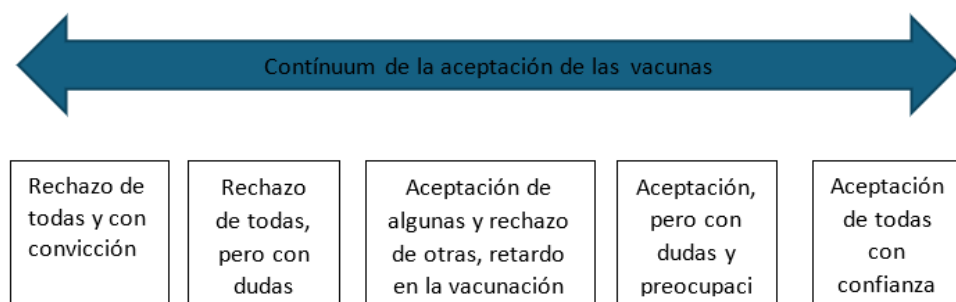 Contínuum de la aceptación de las vacunas
Rechazo de
todas y con
convicción
Rechazo
de todas,
pero con
dudas
Aceptación de
algunas y rechazo
de otras, retardo
en la vacunación
Aceptación,
pero con
dudas y
preocupaci
Aceptación
de todas
con
confianza